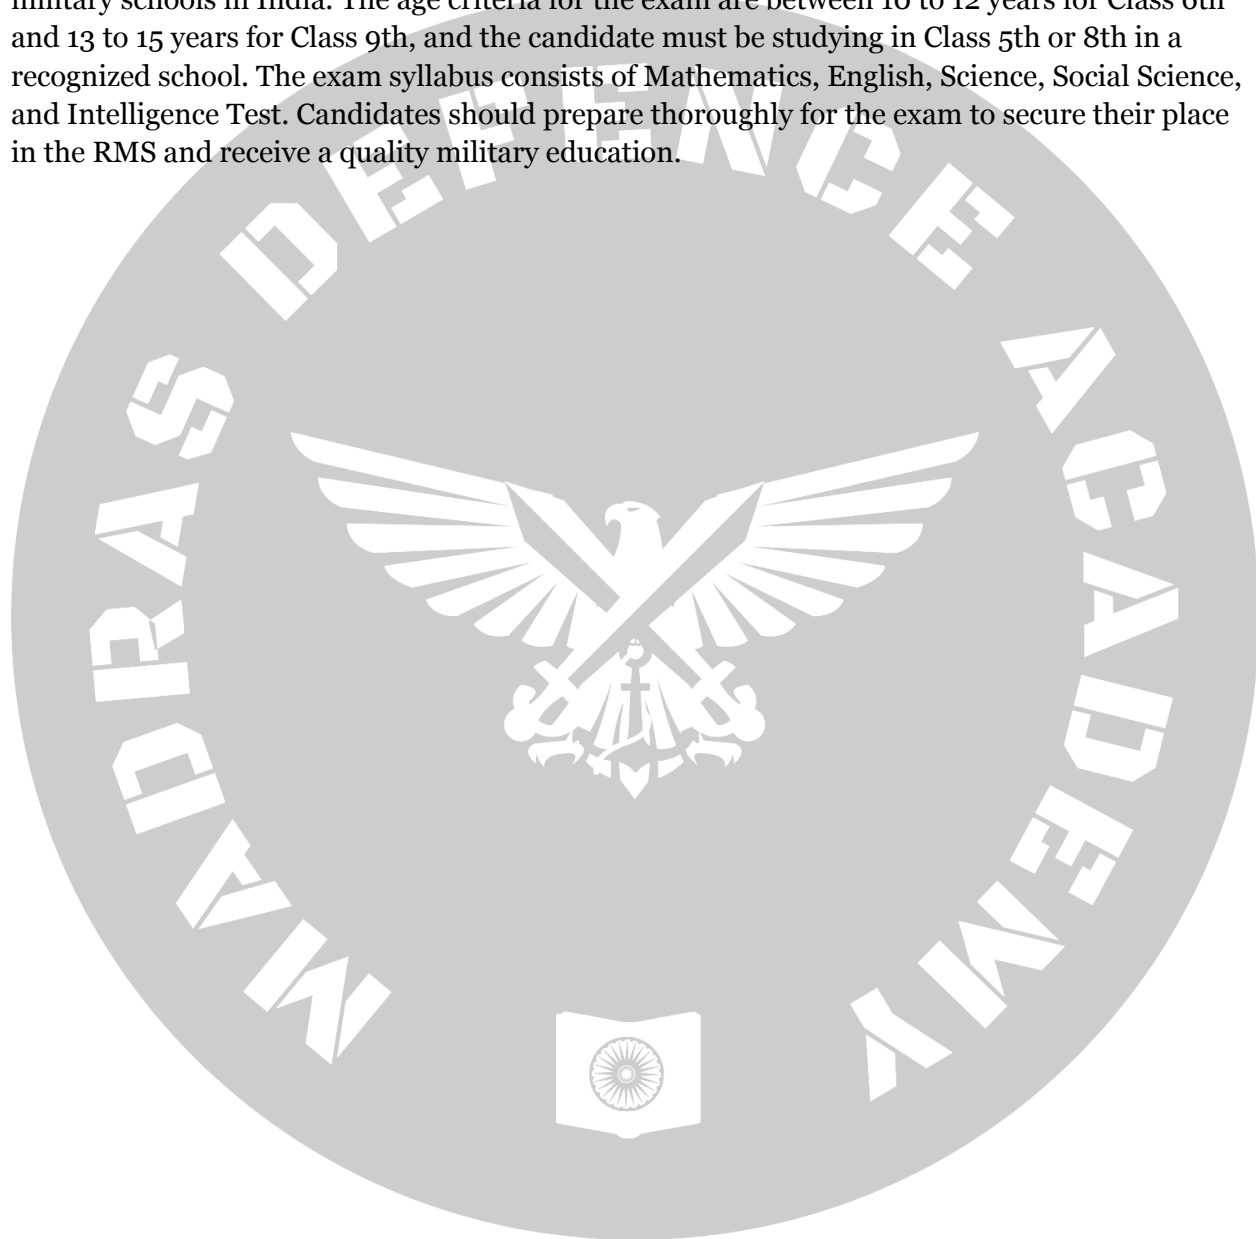 military schools in India. The age criteria for the exam are between 10 to 12 years for Class 6th
and 13 to 15 years for Class 9th, and the candidate must be studying in Class 5th or 8th in a
recognized school. The exam syllabus consists of Mathematics, English, Science, Social Science,
and Intelligence Test. Candidates should prepare thoroughly for the exam to secure their place
in the RMS and receive a quality military education.
MADRAS DEFENCE ACADEMY